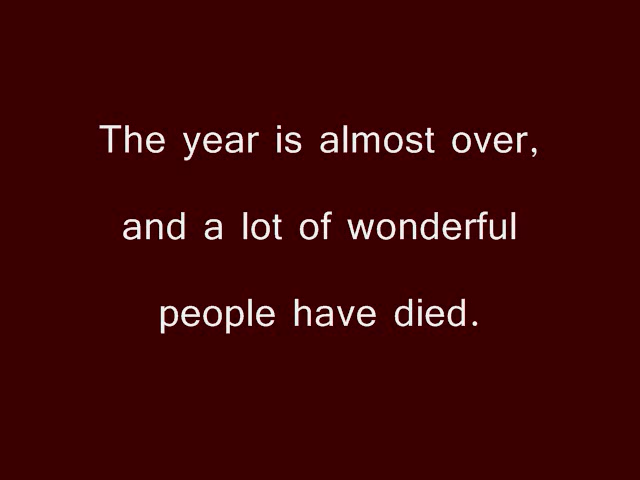 The year is almost over,
and a lot of wonderful
people have died.